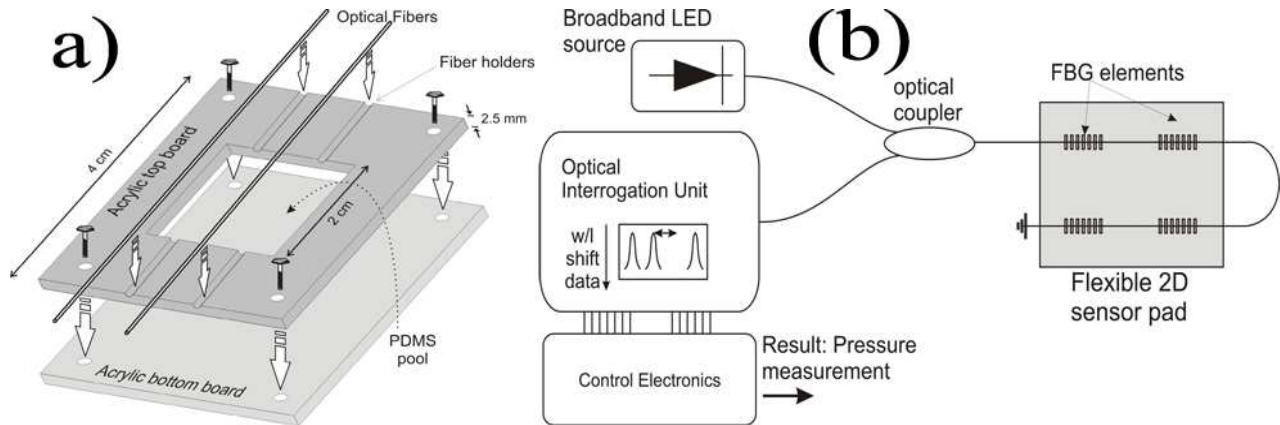 a)
Optical Fibers
Fiber holders
2.5 mm
4 cm
Acrylic top board
2 cm
PDMS
pool
Acrylic bottom board
(b)
Broadband LED
source
optical
coupler
FBG elements
Optical
Interrogation Unit
w/l
shift
data
Flexible 2D
sensor pad
Control Electronics
Result: Pressure
measurement